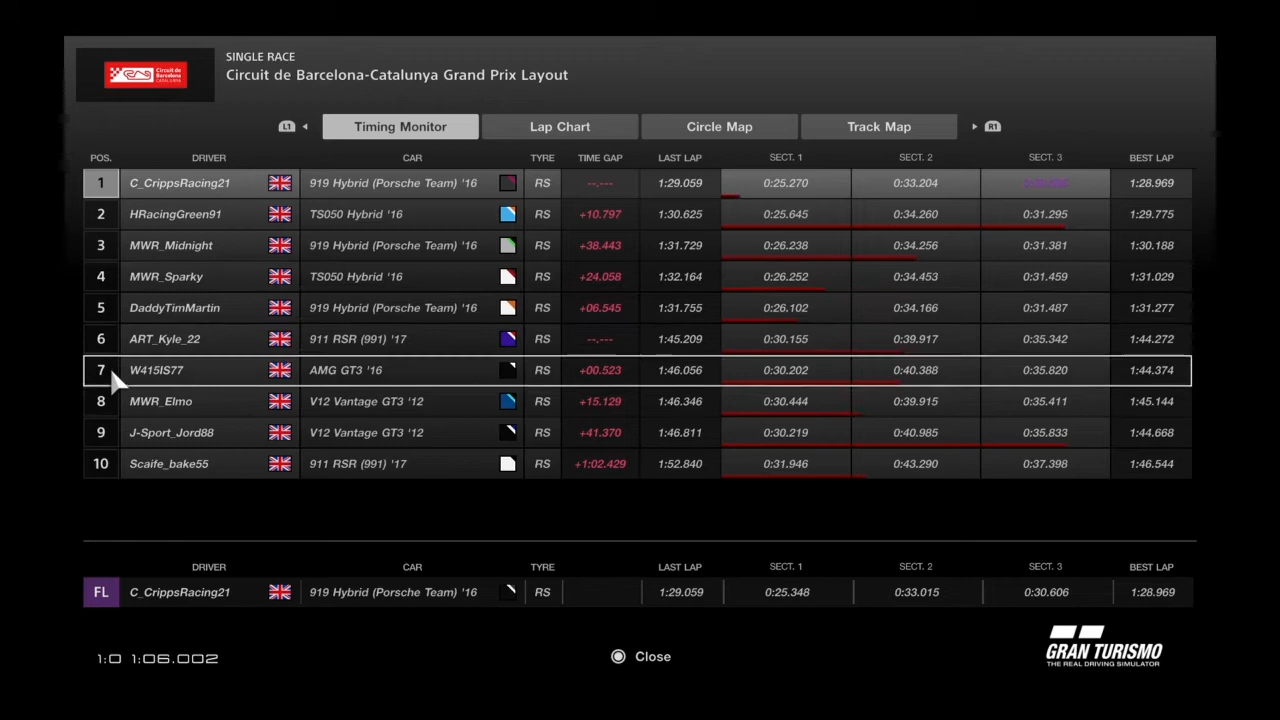 SINGLE RACE
Circuit de Barcelona-Catalunya Grand Prix Layout
Circuit de
Barcelona
L1 Timing Monitor Lap Chart Circle Map Track Map R1
POS. DRIVER CAR TYRE TIME GAP LAST LAP SECT. 1 SECT. 2 SECT. 3 BEST LAP
1 C_CrippsRacing21 919 Hybrid (Porsche Team) '16 RS --.--- 1:29.059 0:25.270 0:33.204 1:28.969
2 HRacingGreen91 TS050 Hybrid '16 RS +10.797 1:30.625 0:25.645 0:34.260 0:31.295 1:29.775
3 MWR_Midnight 919 Hybrid (Porsche Team) '16 RS +38.443 1:31.729 0:26.238 0:34.256 0:31.381 1:30.188
4 MWR_Sparky TS050 Hybrid '16 RS +24.058 1:32.164 0:26.252 0:34.453 0:31.459 1:31.029
5 DaddyTimMartin 919 Hybrid (Porsche Team) '16 RS +06.545 1:31.755 0:26.102 0:34.166 0:31.487 1:31.277
6 ART_Kyle_22 911 RSR (991) '17 RS --.--- 1:45.209 0:30.155 0:39.917 0:35.342 1:44.272
7 W415IS77 AMG GT3 '16 RS +00.523 1:46.056 0:30.202 0:40.388 0:35.820 1:44.374
8 MWR_Elmo V12 Vantage GT3 '12 RS +15.129 1:46.346 0:30.444 0:39.915 0:35.411 1:45.144
9 J-Sport_Jord88 V12 Vantage GT3 '12 RS +41.370 1:46.811 0:30.219 0:40.985 0:35.833 1:44.668
10 Scaife_bake55 911 RSR (991) '17 RS +1:02.429 1:52.840 0:31.946 0:43.290 0:37.398 1:46.544
DRIVER CAR TYRE LAST LAP SECT. 1 SECT. 2 SECT. 3 BEST LAP
FL C_CrippsRacing21 919 Hybrid (Porsche Team) '16 RS 1:29.059 0:25.348 0:33.015 0:30.606 1:28.969
1:0 1:06.002
Close
GRAN TURISMO
THE REAL DRIVING SIMULATOR